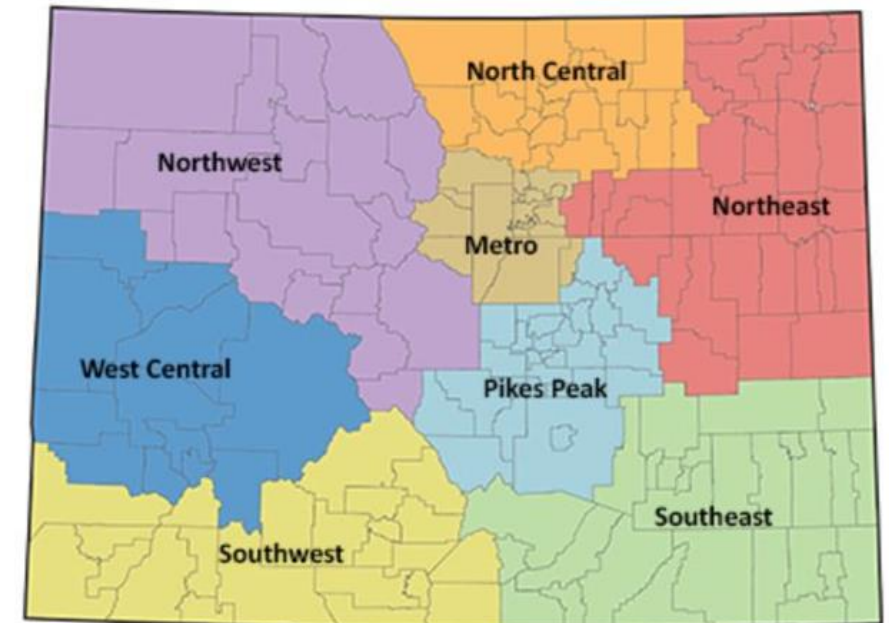 North Central
Northwest
Northeast
Metro
West Central
Pikes Peak
Southeast
Southwest